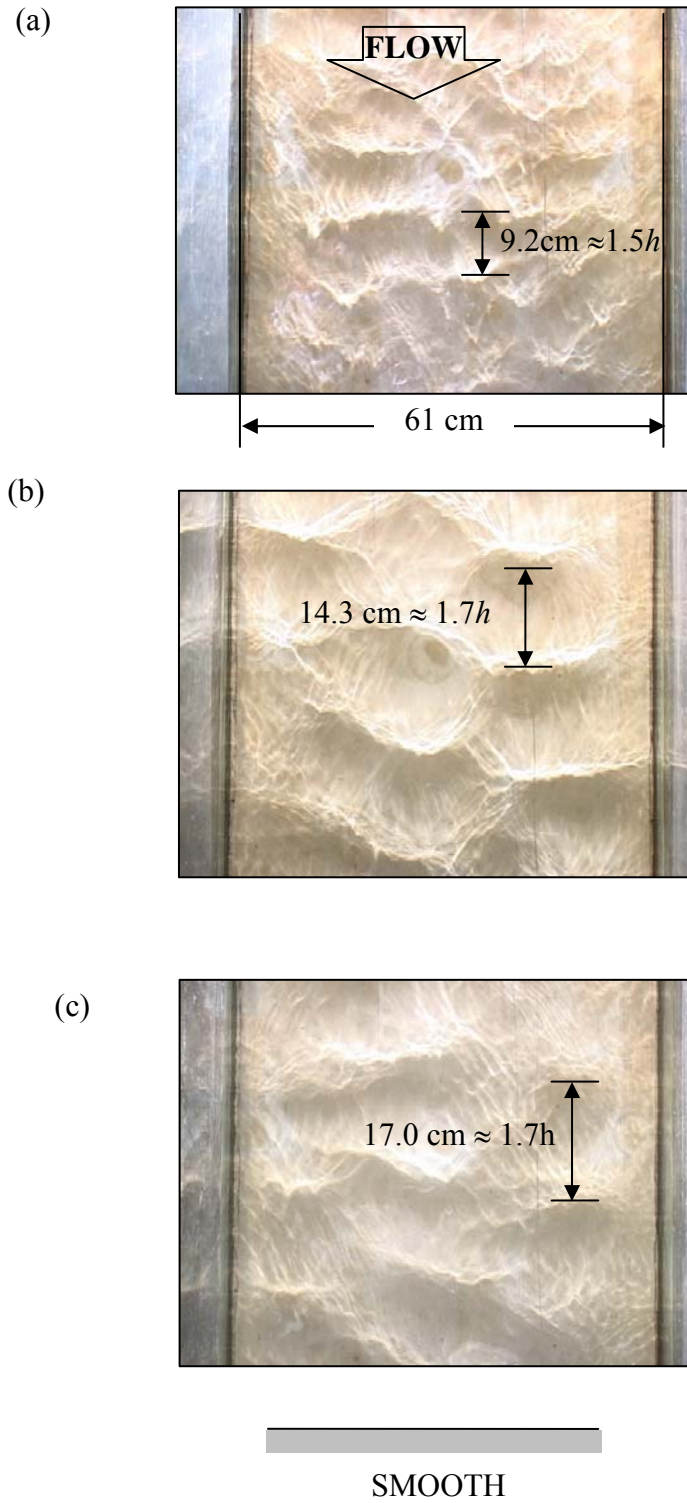 (a)
FLOW
9.2cm ≈1.5h
61 cm
(b)
14.3 cm ≈ 1.7h
(c)
17.0 cm ≈ 1.7h
SMOOTH